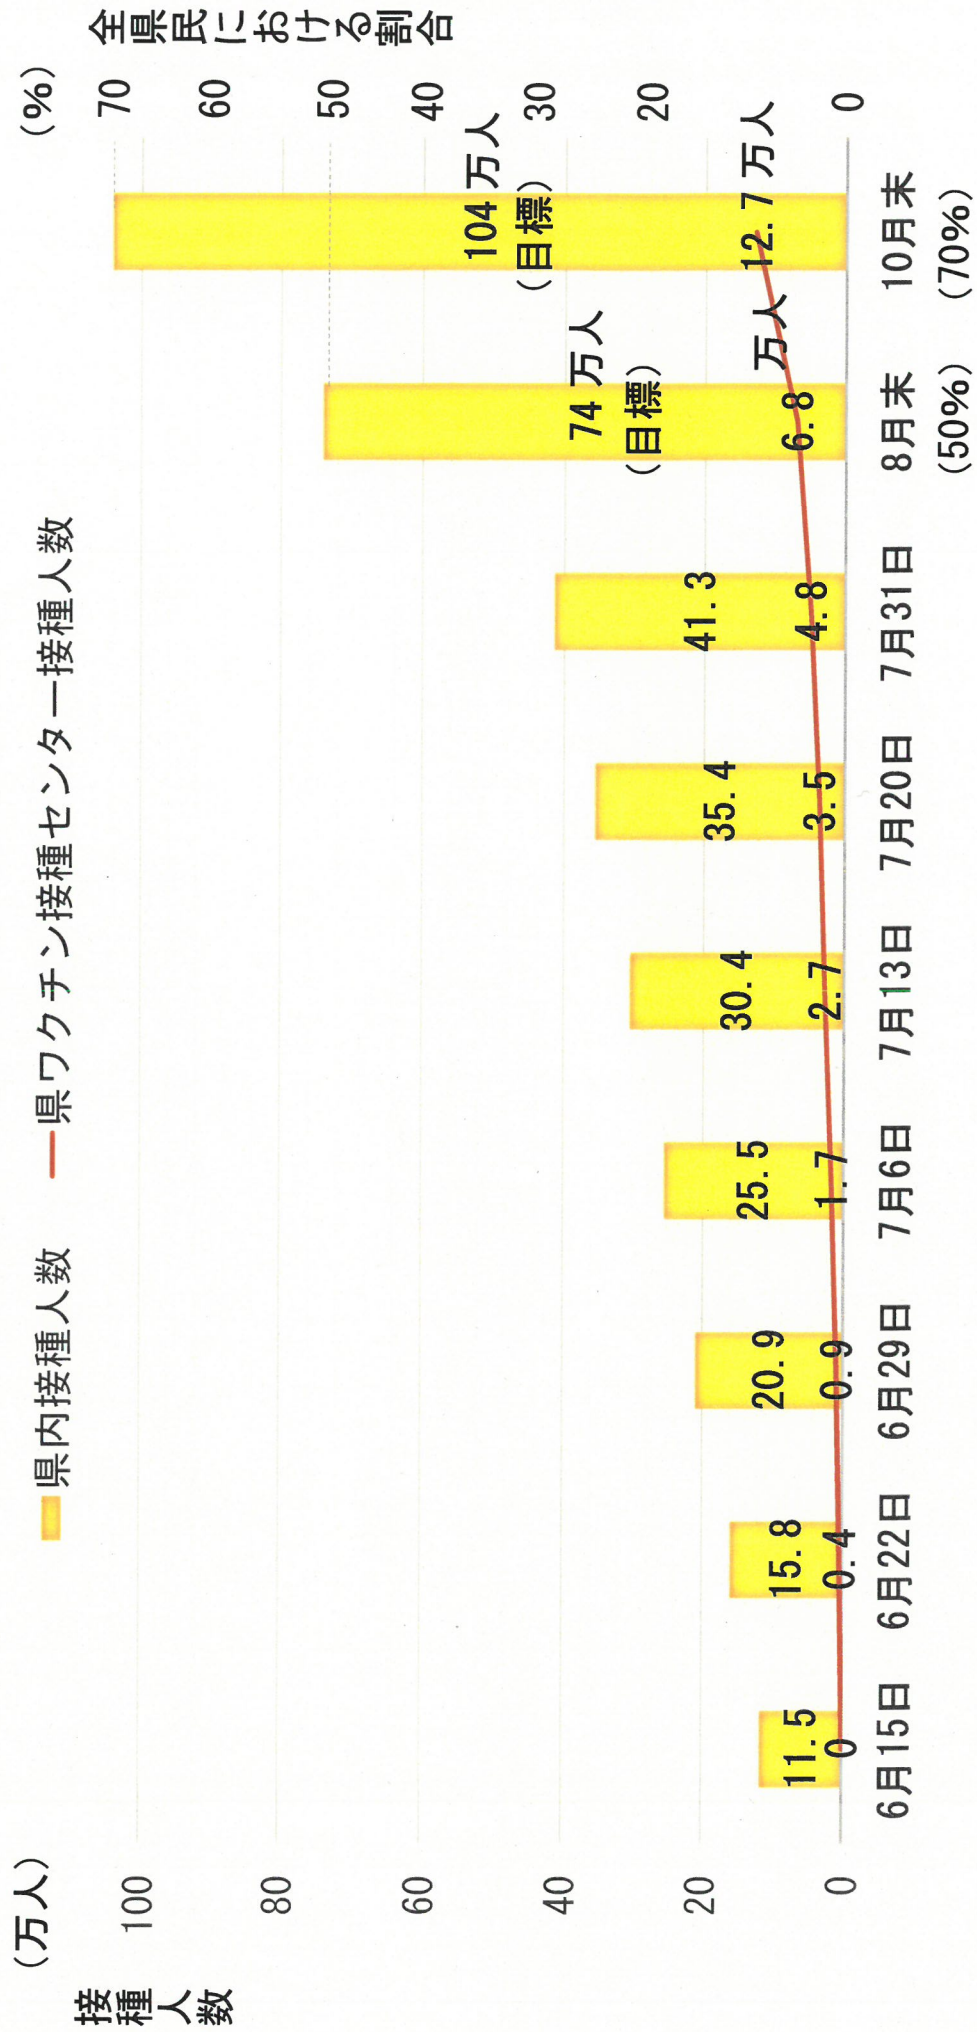 県内接種人数 県ワクチン接種センター接種人数
(万人)
接種人数
100
80
60
40
20
0
(%)
全県民における割合
70
60
50
40
30
20
0
11.5
0
15.8
0.4
20.9
0.9
25.5
1.7
30.4
2.7
35.4
3.5
41.3
4.8
74万人
(目標)
6.8
万人
104万人
(目標)
12.7万人
6月15日
6月22日
6月29日
7月6日
7月13日
7月20日
7月31日
8月末
(50%)
10月末
(70%)